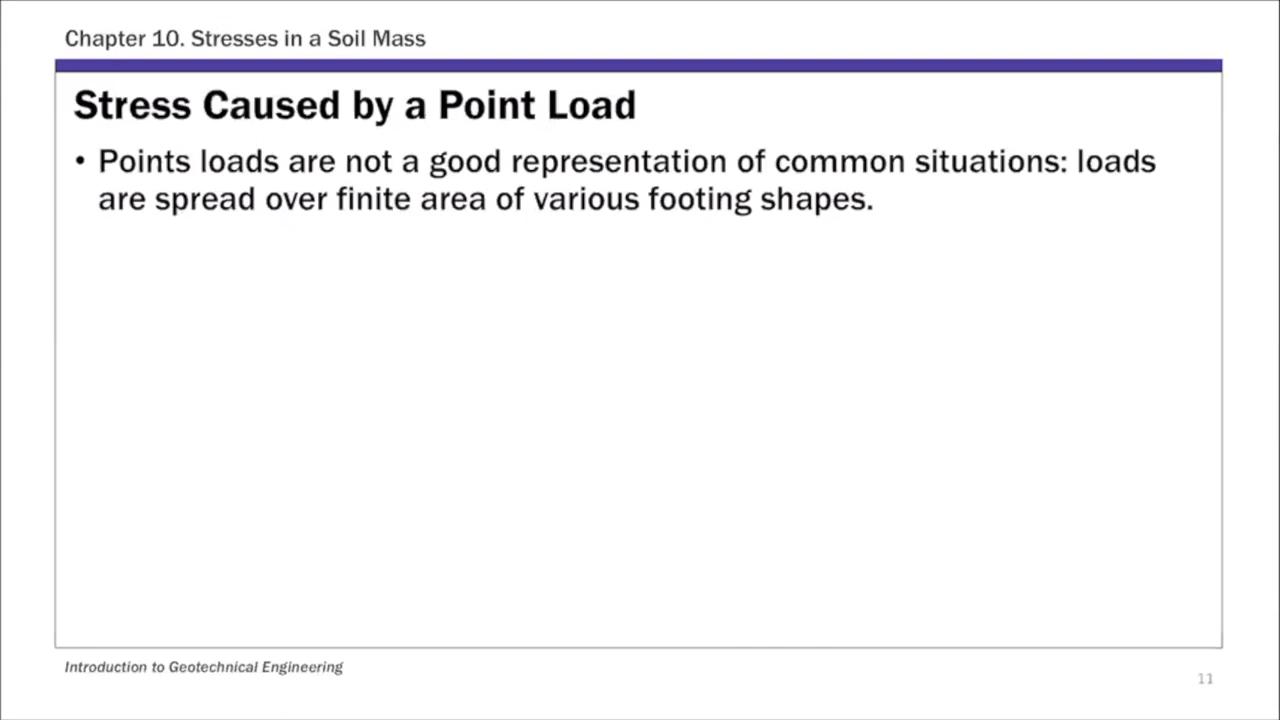 Chapter 10. Stresses in a Soil Mass
Stress Caused by a Point Load
• Points loads are not a good representation of common situations: loads
are spread over finite area of various footing shapes.
Introduction to Geotechnical Engineering
11